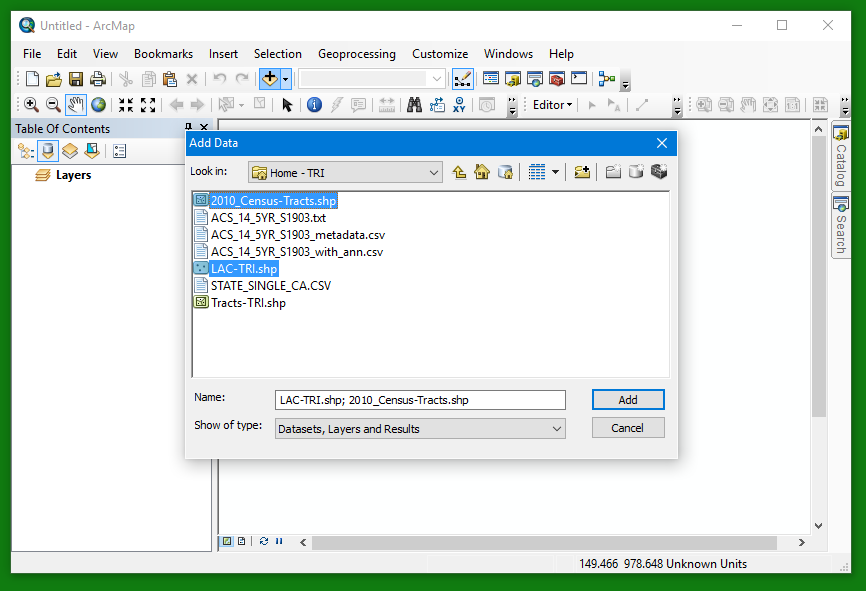 Untitled - ArcMap
File Edit View Bookmarks Insert Selection Geoprocessing Customize Windows Help
Editor
Table Of Contents
Layers
Add Data
Look in: Home - TRI
2010_Census-Tracts.shp
ACS_14_5YR_S1903.txt
ACS_14_5YR_S1903_metadata.csv
ACS_14_5YR_S1903_with_ann.csv
LAC-TRI.shp
STATE_SINGLE_CA.CSV
Tracts-TRI.shp
Name: LAC-TRI.shp; 2010_Census-Tracts.shp Add
Show of type: Datasets, Layers and Results Cancel
Catalog
Search
149.466 978.648 Unknown Units